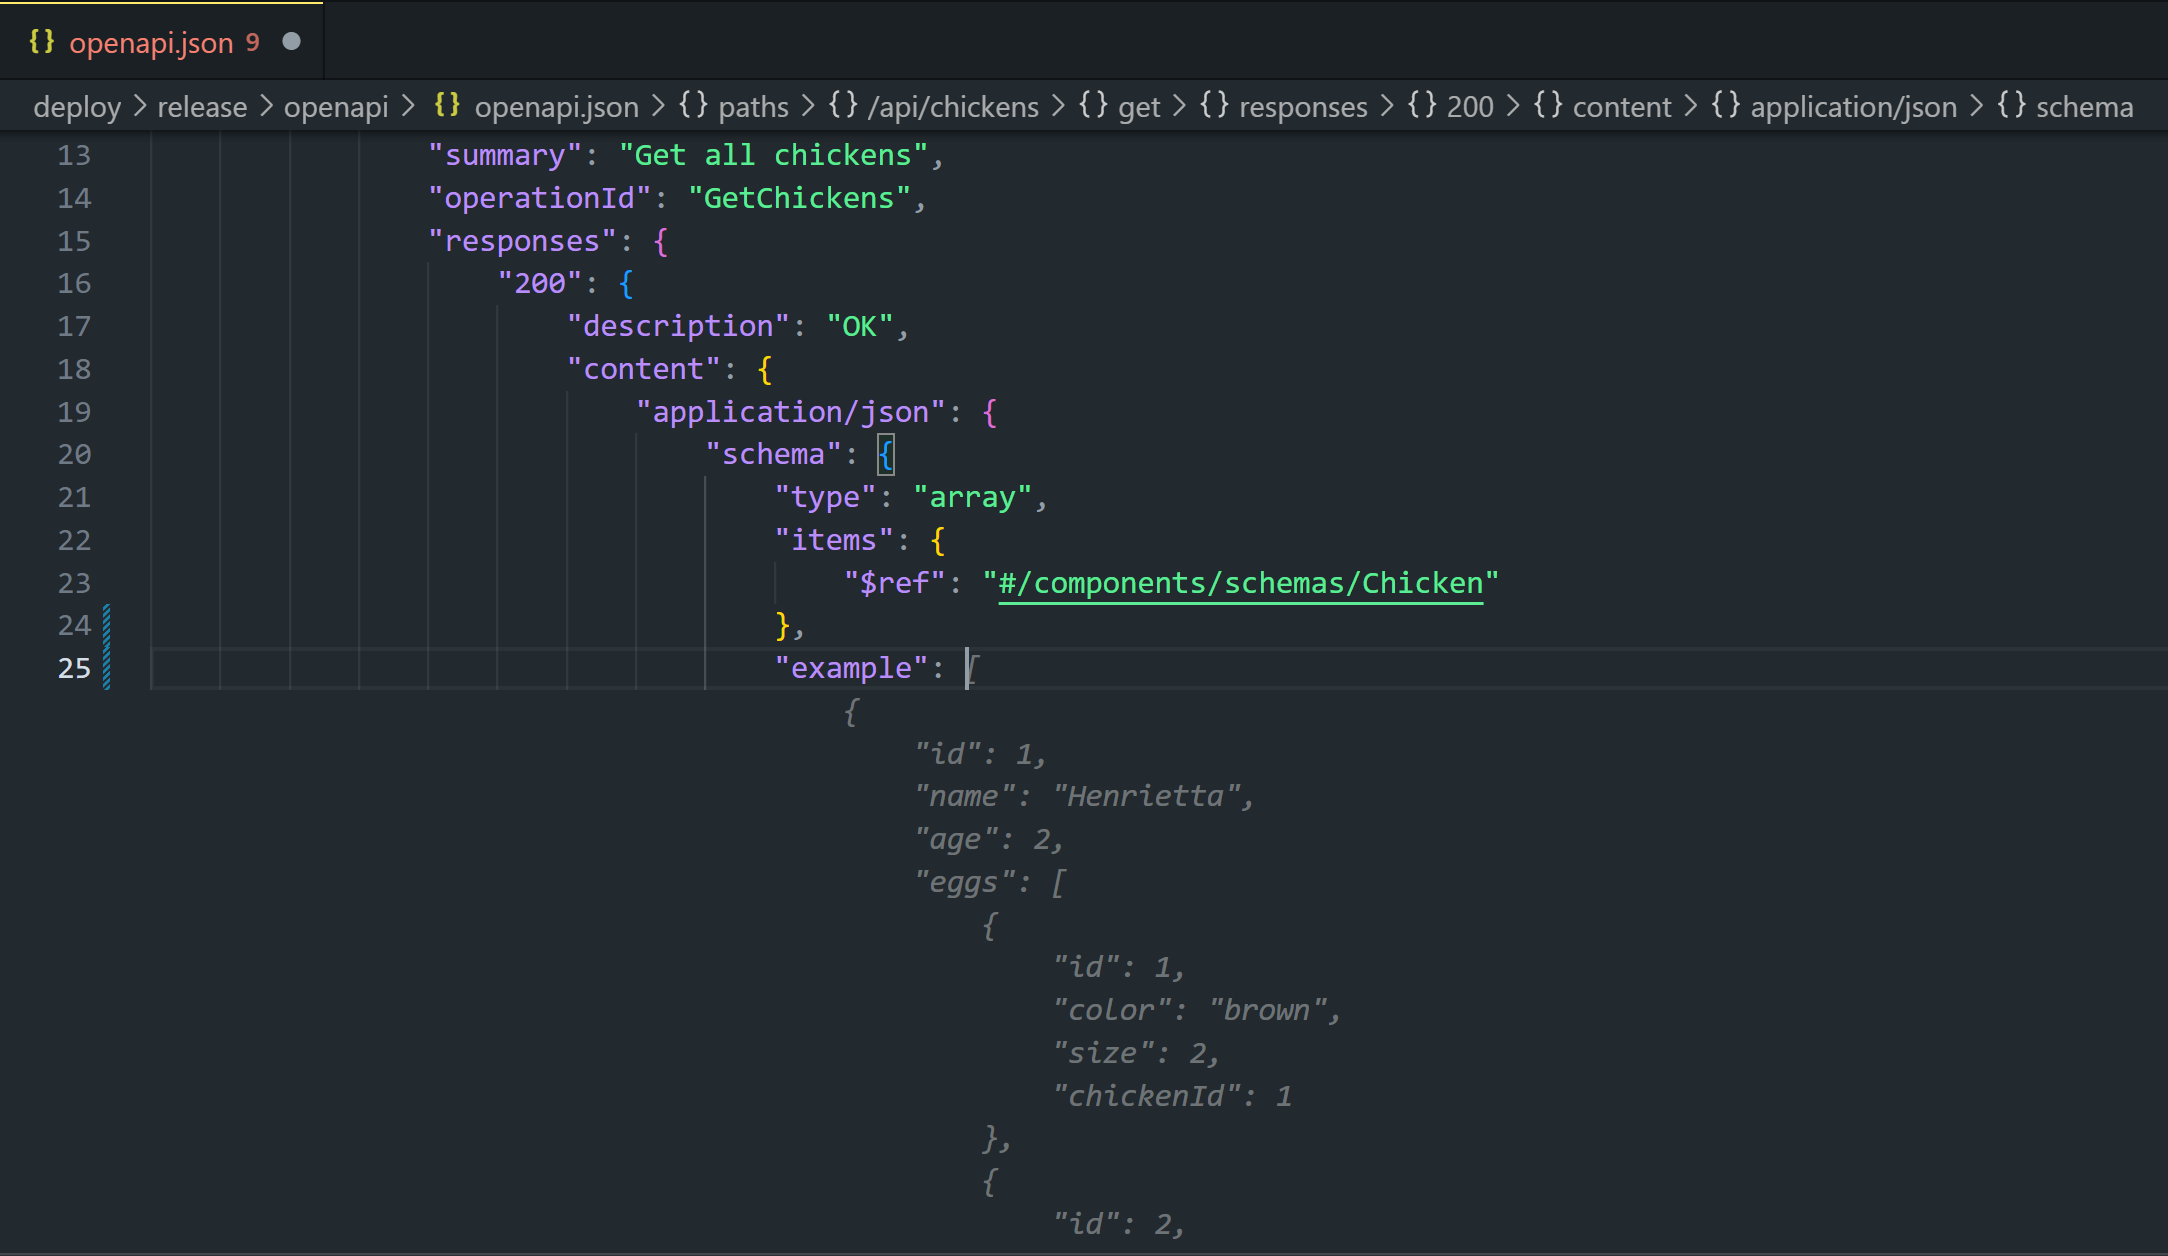 {} openapi.json 9
deploy > release > openapi > {} openapi.json > {} paths > {} /api/chickens > {} get > {} responses > {} 200 > {} content > {} application/json > {} schema
13 "summary": "Get all chickens",
14 "operationId": "GetChickens",
15 "responses": {
16 "200": {
17 "description": "OK",
18 "content": {
19 "application/json": {
20 "schema": {
21 "type": "array",
22 "items": {
23 "$ref": "#/components/schemas/Chicken"
24 },
25 "example": [
{
"id": 1,
"name": "Henrietta",
"age": 2,
"eggs": [
{
"id": 1,
"color": "brown",
"size": 2,
"chickenId": 1
},
{
"id": 2,